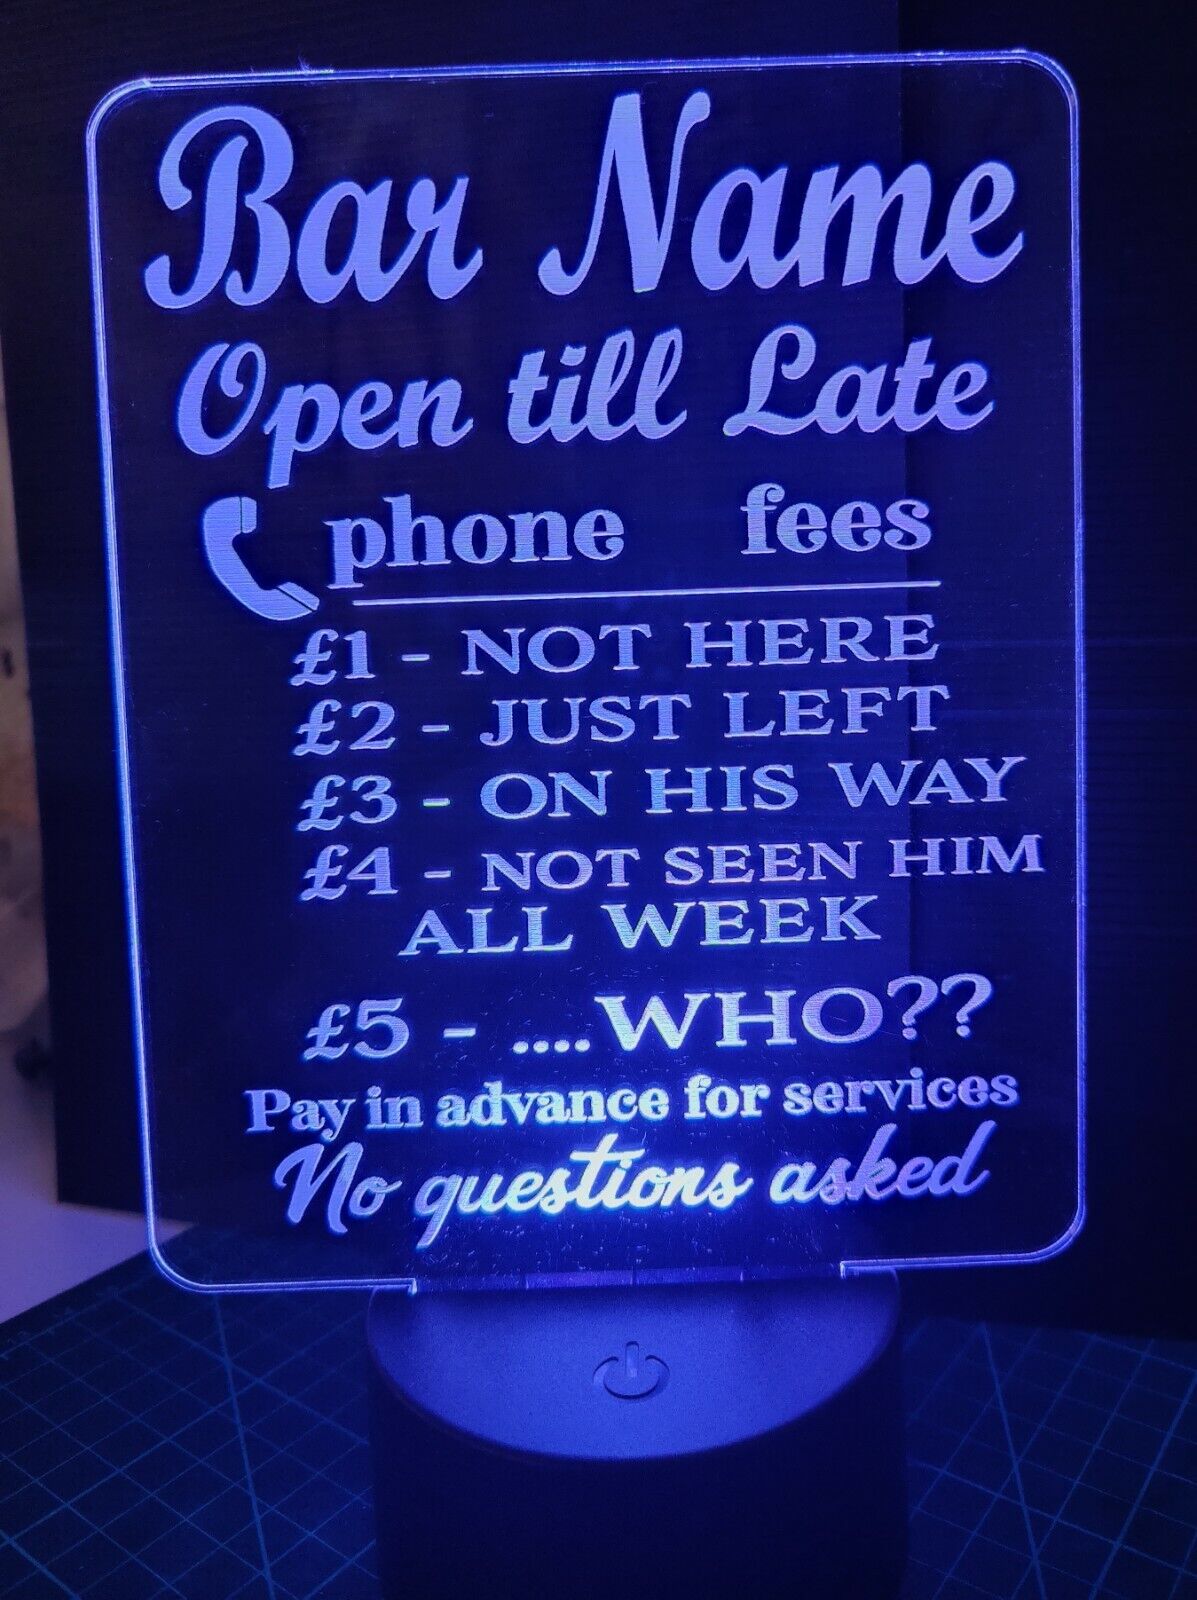 Bar Name
Open till Late
phone fees
£1 - NOT HERE
£2 - JUST LEFT
£3 - ON HIS WAY
£4 - NOT SEEN HIM
ALL WEEK
£5 - ....WHO??
Pay in advance for services
No questions asked